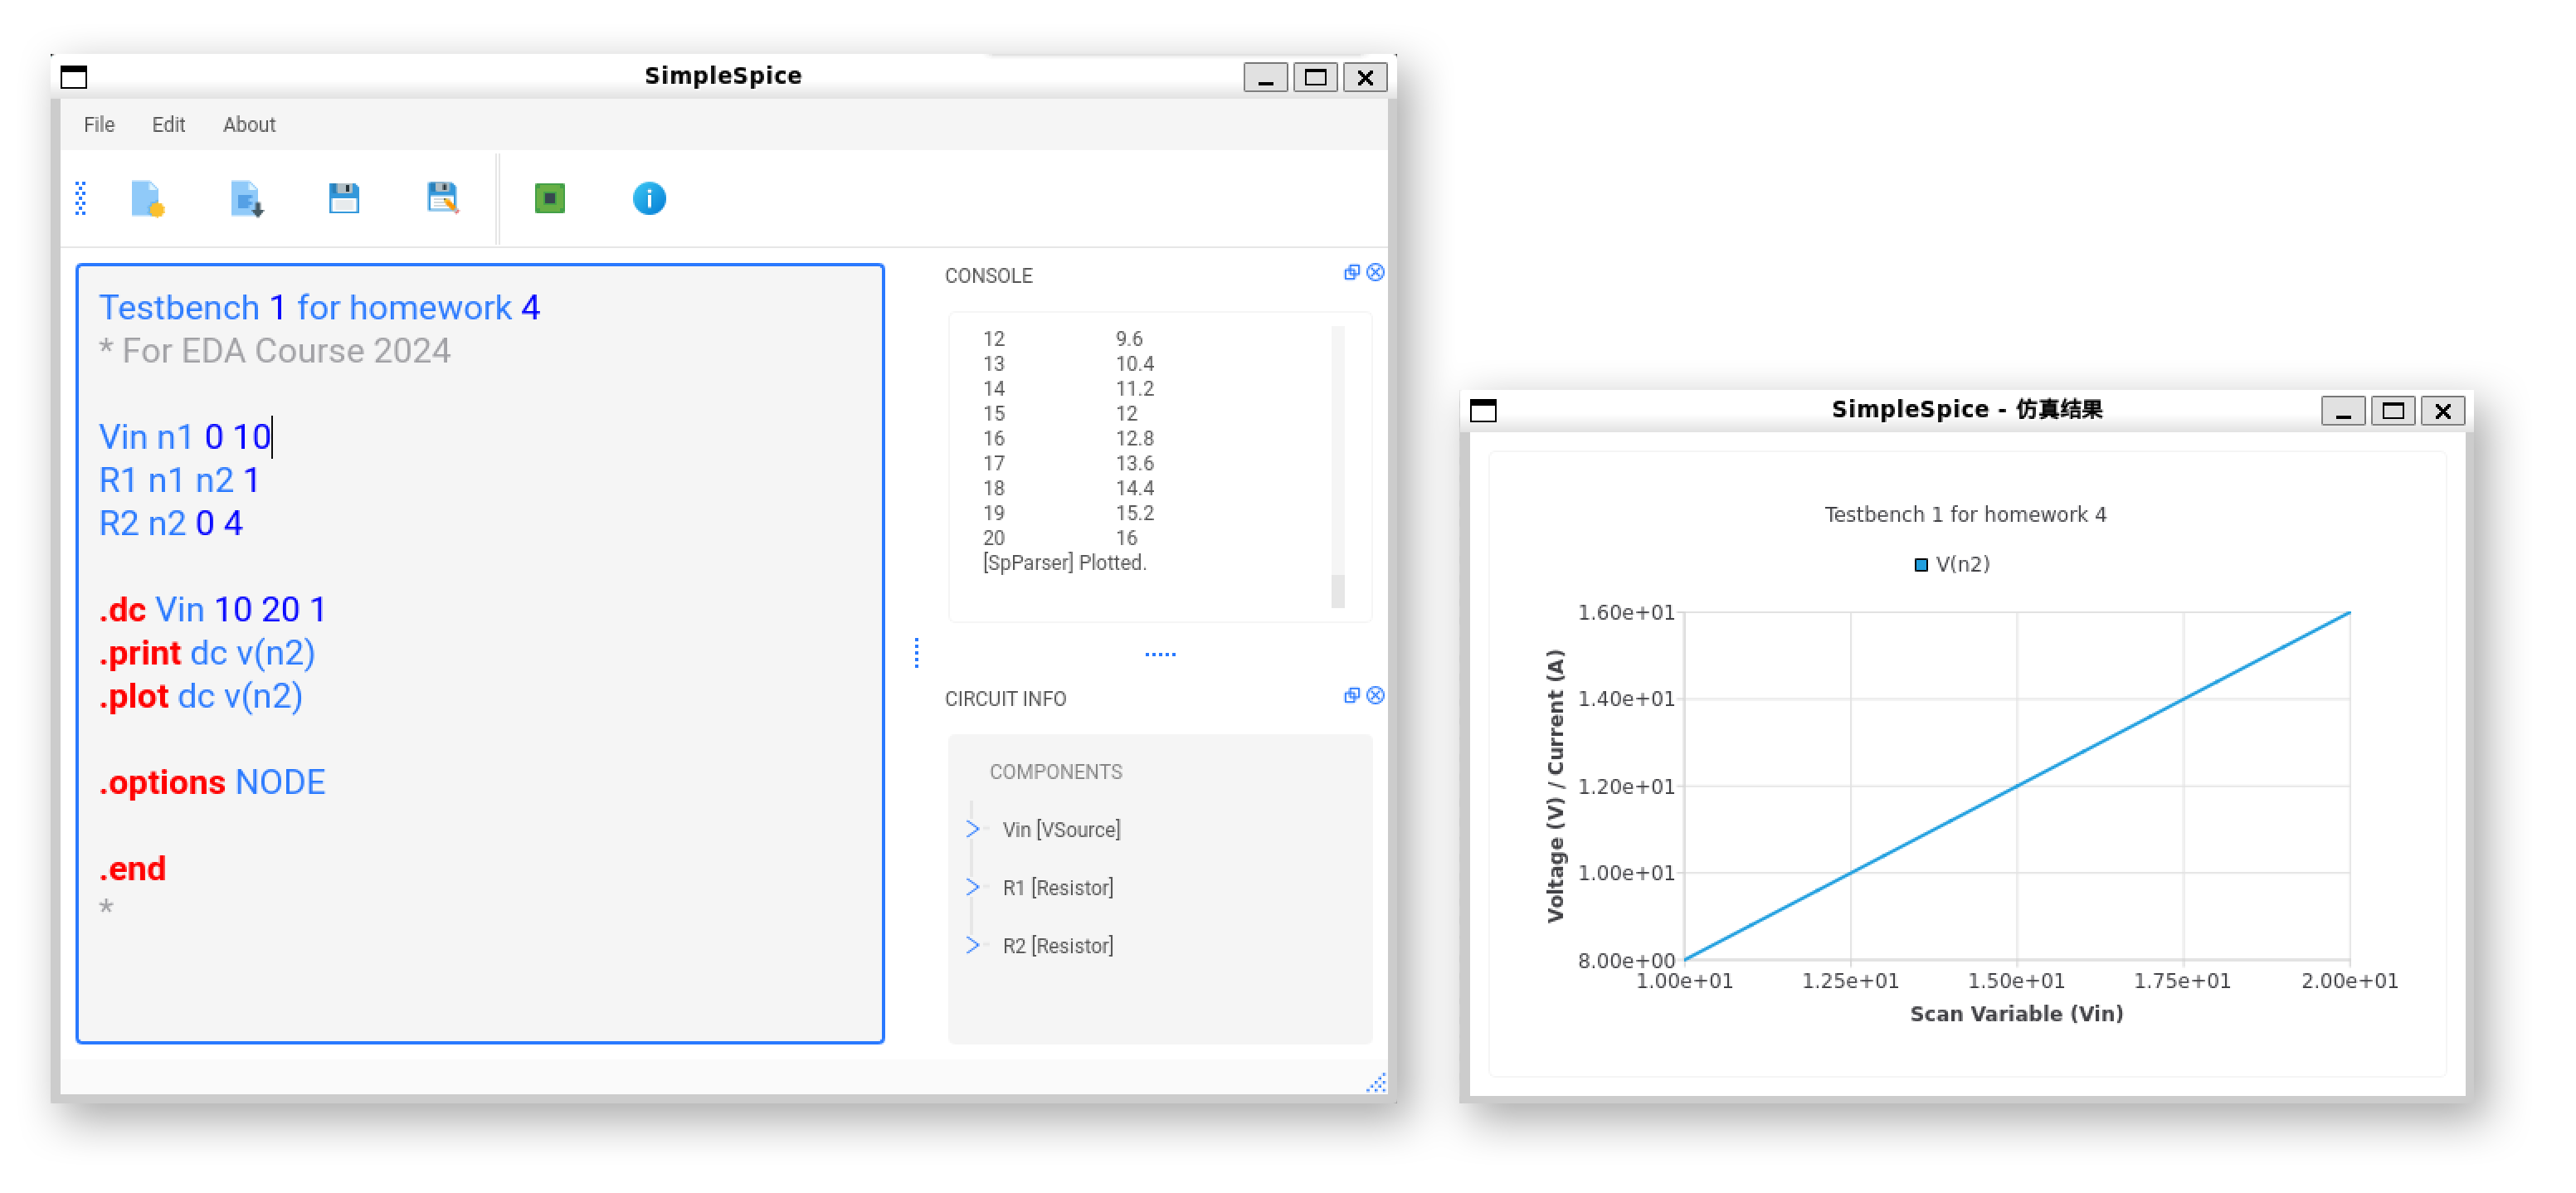 SimpleSpice
File Edit About
Testbench 1 for homework 4
* For EDA Course 2024
Vin n1 0 10
R1 n1 n2 1
R2 n2 0 4
.dc Vin 10 20 1
.print dc v(n2)
.plot dc v(n2)
.options NODE
.end
*
CONSOLE
12 9.6
13 10.4
14 11.2
15 12
16 12.8
17 13.6
18 14.4
19 15.2
20 16
[SpParser] Plotted.
CIRCUIT INFO
COMPONENTS
Vin [VSource]
R1 [Resistor]
R2 [Resistor]
SimpleSpice - 仿真结果
Testbench 1 for homework 4
V(n2)
Voltage (V) / Current (A)
1.60e+01
1.40e+01
1.20e+01
1.00e+01
8.00e+00
1.00e+01 1.25e+01 1.50e+01 1.75e+01 2.00e+01
Scan Variable (Vin)